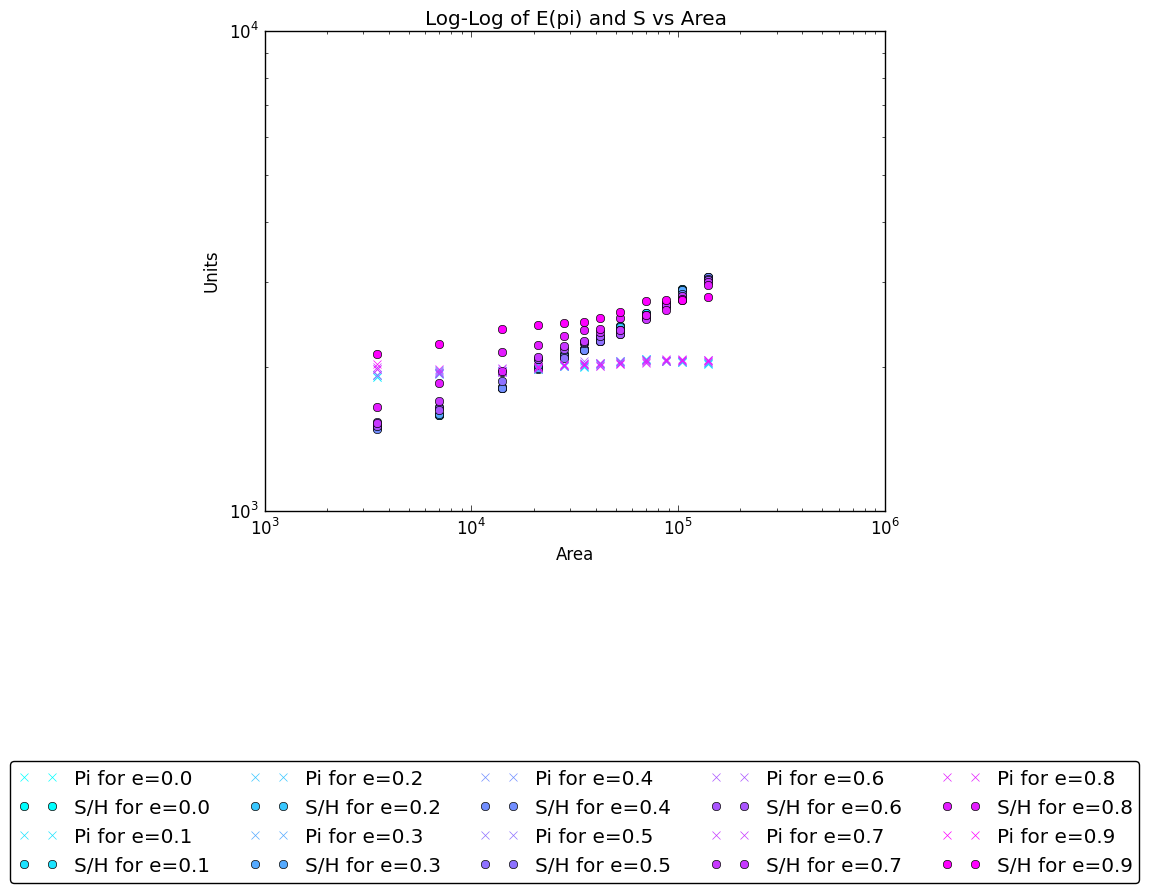 Log-Log of E(pi) and S vs Area
10^4
Units
10^3
10^3 10^4 10^5 10^6
Area
Pi for e=0.0 Pi for e=0.2 Pi for e=0.4 Pi for e=0.6 Pi for e=0.8
S/H for e=0.0 S/H for e=0.2 S/H for e=0.4 S/H for e=0.6 S/H for e=0.8
Pi for e=0.1 Pi for e=0.3 Pi for e=0.5 Pi for e=0.7 Pi for e=0.9
S/H for e=0.1 S/H for e=0.3 S/H for e=0.5 S/H for e=0.7 S/H for e=0.9